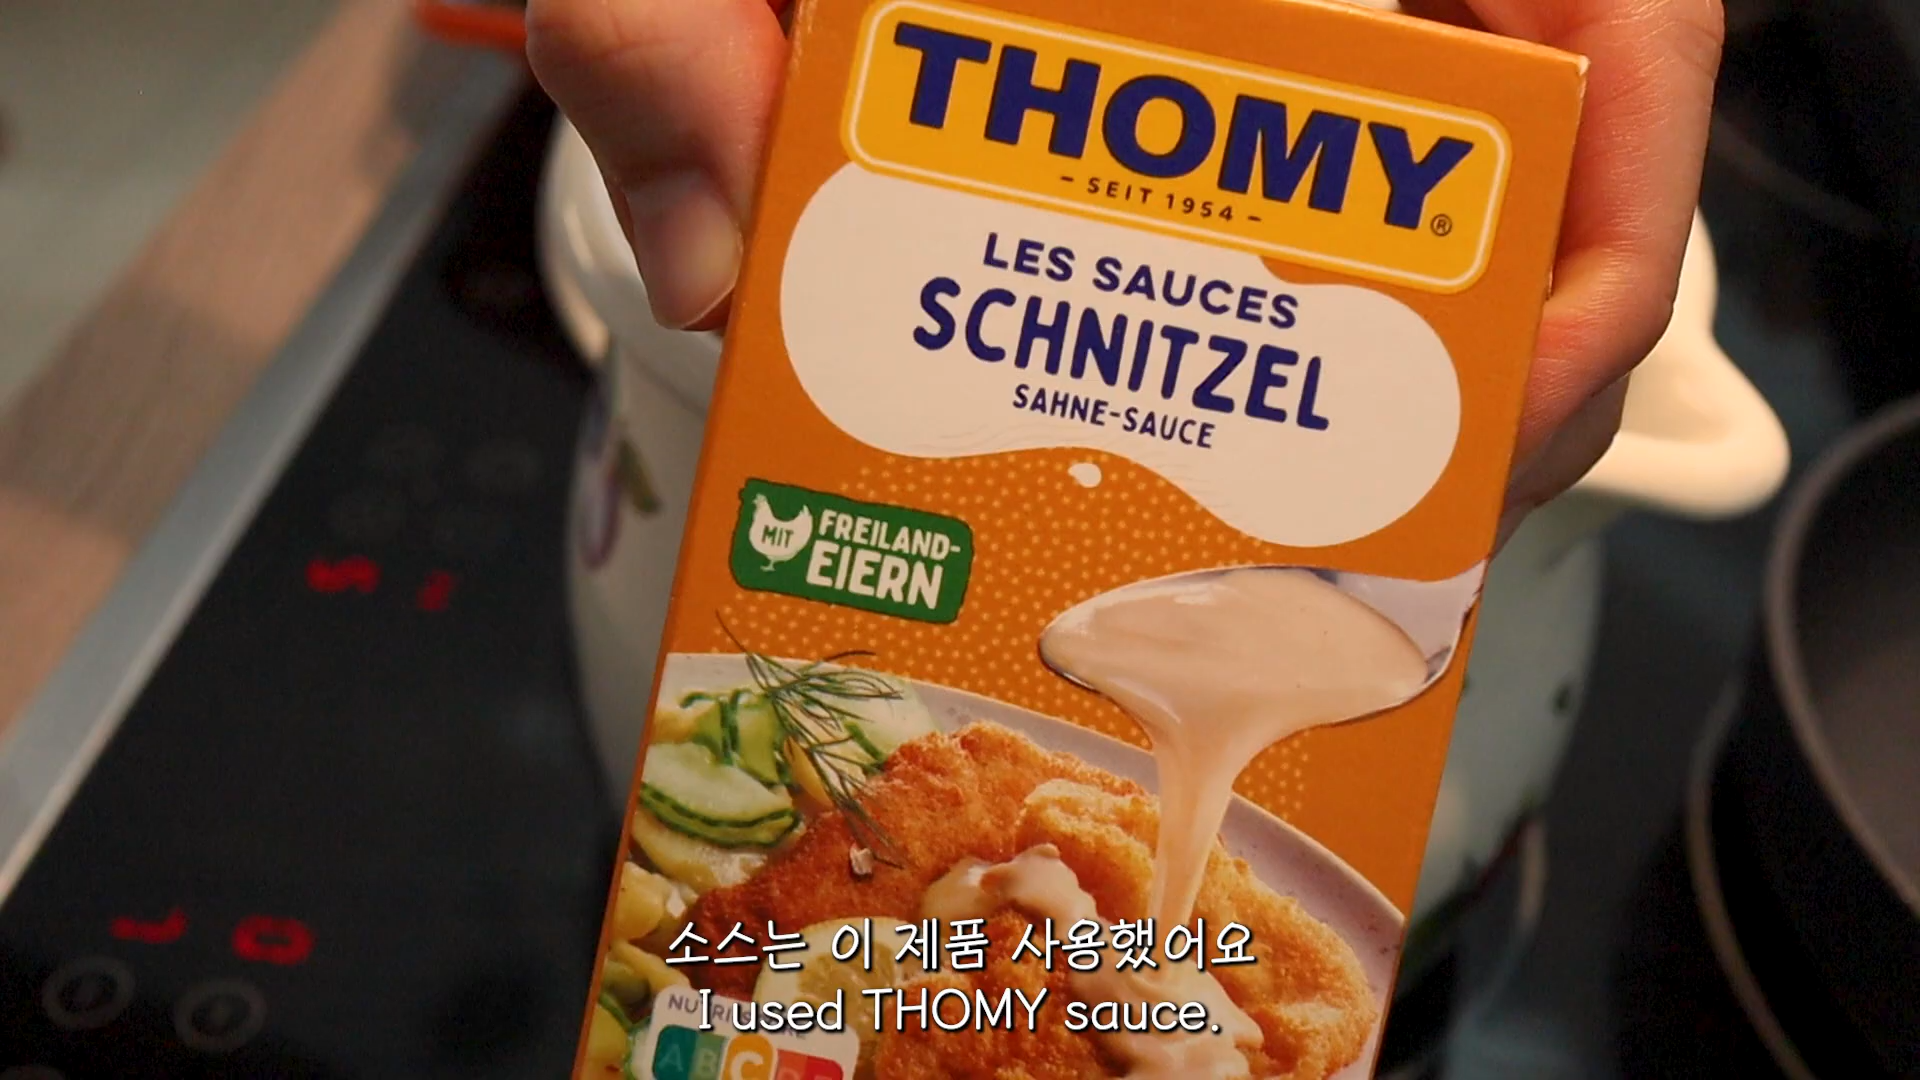 THOMY®
- SEIT 1954 -
LES SAUCES
SCHNITZEL
SAHNE-SAUCE
MIT
FREILAND-
EIERN
소스는 이 제품 사용했어요
I used THOMY sauce.
A B C D E